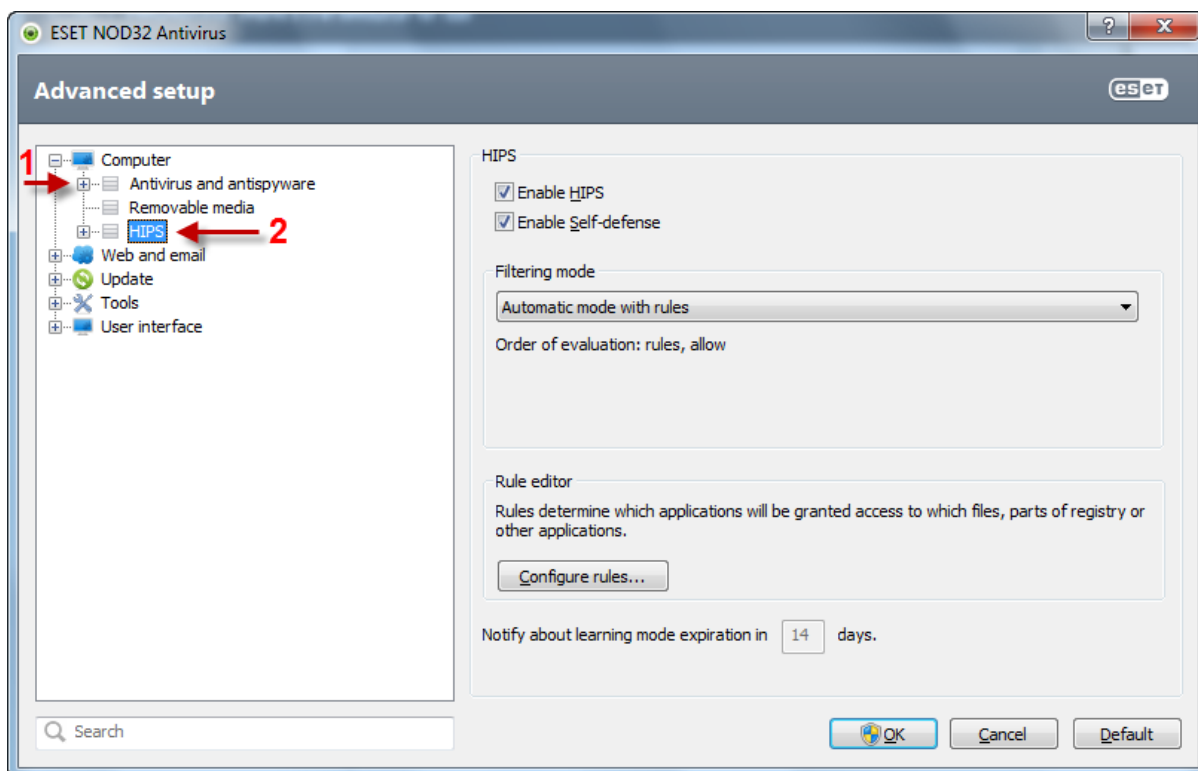 ESET NOD32 Antivirus
?
X
Advanced setup
eset
1
Computer
Antivirus and antispyware
Removable media
HIPS
2
Web and email
Update
Tools
User interface
Search
HIPS
Enable HIPS
Enable Self-defense
Filtering mode
Automatic mode with rules
Order of evaluation: rules, allow
Rule editor
Rules determine which applications will be granted access to which files, parts of registry or
other applications.
Configure rules...
Notify about learning mode expiration in 14 days.
OK
Cancel
Default